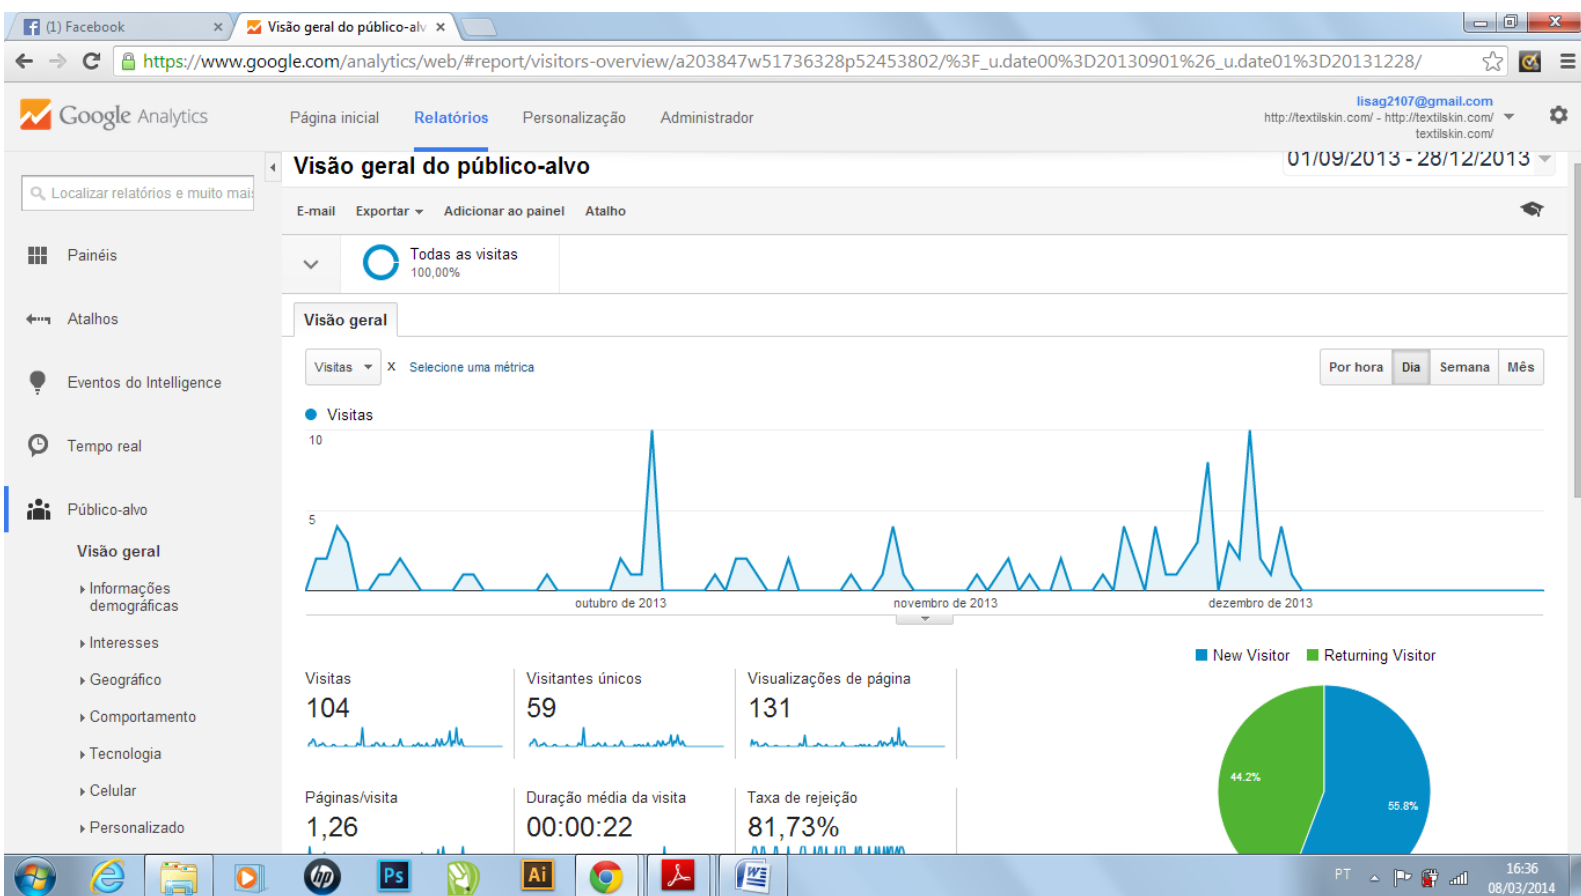 (1) Facebook
Visão geral do público-alv
https://www.google.com/analytics/web/#report/visitors-overview/a203847w51736328p52453802/%3F_u.date00%3D20130901%26_u.date01%3D20131228/
Google Analytics
Página inicial Relatórios Personalização Administrador
lisag2107@gmail.com
http://textilskin.com/ - http://textilskin.com/
textilskin.com/
Localizar relatórios e muito mais
Painéis
Atalhos
Eventos do Intelligence
Tempo real
Público-alvo
Visão geral
Informações
demográficas
Interesses
Geográfico
Comportamento
Tecnologia
Celular
Personalizado
Visão geral do público-alvo
01/09/2013 - 28/12/2013
E-mail Exportar Adicionar ao painel Atalho
Todas as visitas
100,00%
Visão geral
Visitas X Selecione uma métrica
Por hora Dia Semana Mês
Visitas
10
5
outubro de 2013 novembro de 2013 dezembro de 2013
New Visitor Returning Visitor
Visitas
104
Visitantes únicos
59
Visualizações de página
131
Páginas/visita
1,26
Duração média da visita
00:00:22
Taxa de rejeição
81,73%
44.2%
55.8%
hp
Ps
Ai
W
PT
16:36
08/03/2014